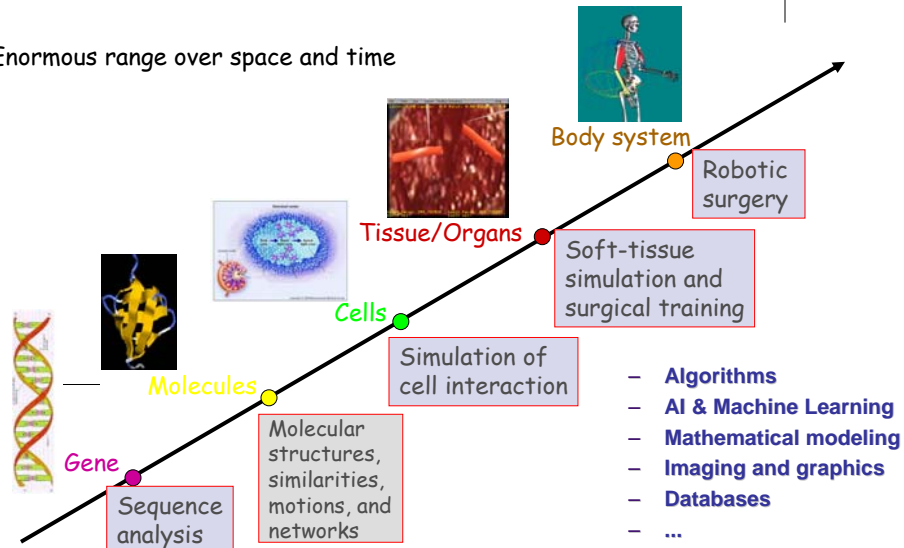 Enormous range over space and time
Body system
Robotic
surgery
Tissue/Organs
Soft-tissue
simulation and
surgical training
Cells
Simulation of
cell interaction
Molecules
Molecular
structures,
similarities,
motions, and
networks
Gene
Sequence
analysis
– Algorithms
– AI & Machine Learning
– Mathematical modeling
– Imaging and graphics
– Databases
– ...